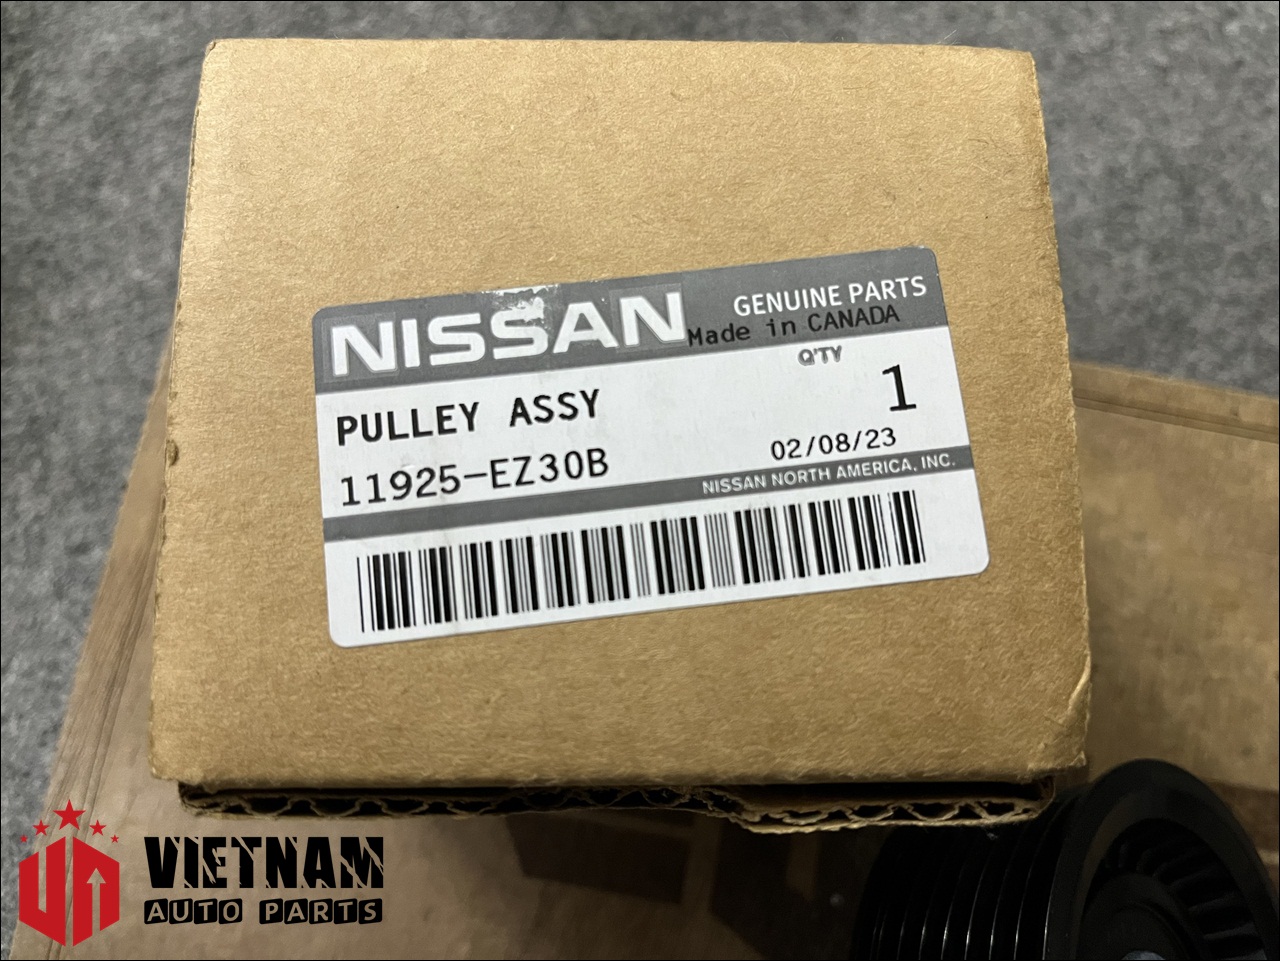 NISSAN
GENUINE PARTS
Made in CANADA
Q'TY
PULLEY ASSY
1
11925-EZ30B
02/08/23
NISSAN NORTH AMERICA, INC.
VIETNAM
AUTO PARTS